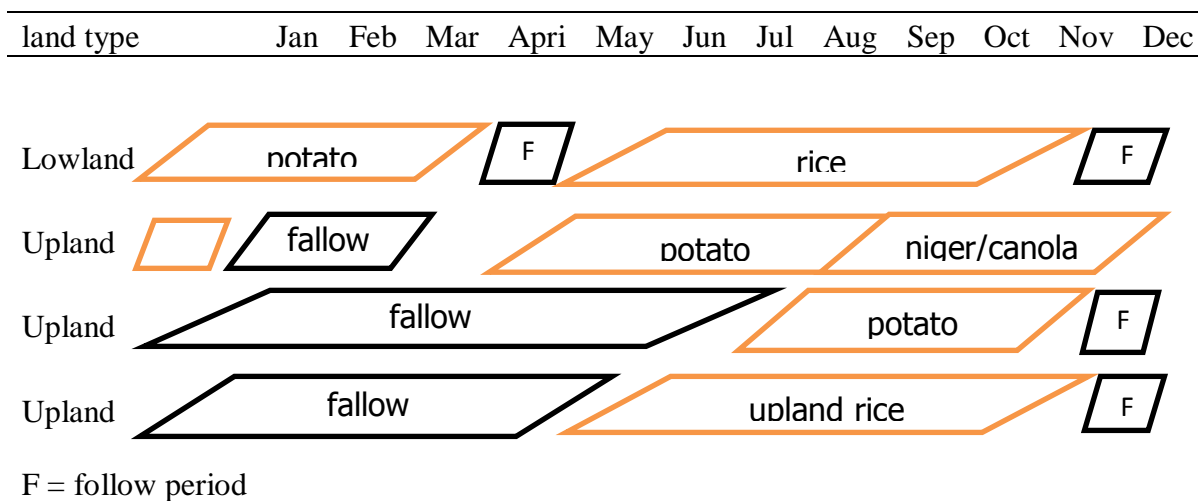 land type Jan Feb Mar Apri May Jun Jul Aug Sep Oct Nov Dec
Lowland potato F rice F
Upland fallow potato niger/canola
Upland fallow potato F
Upland fallow upland rice F
F = follow period